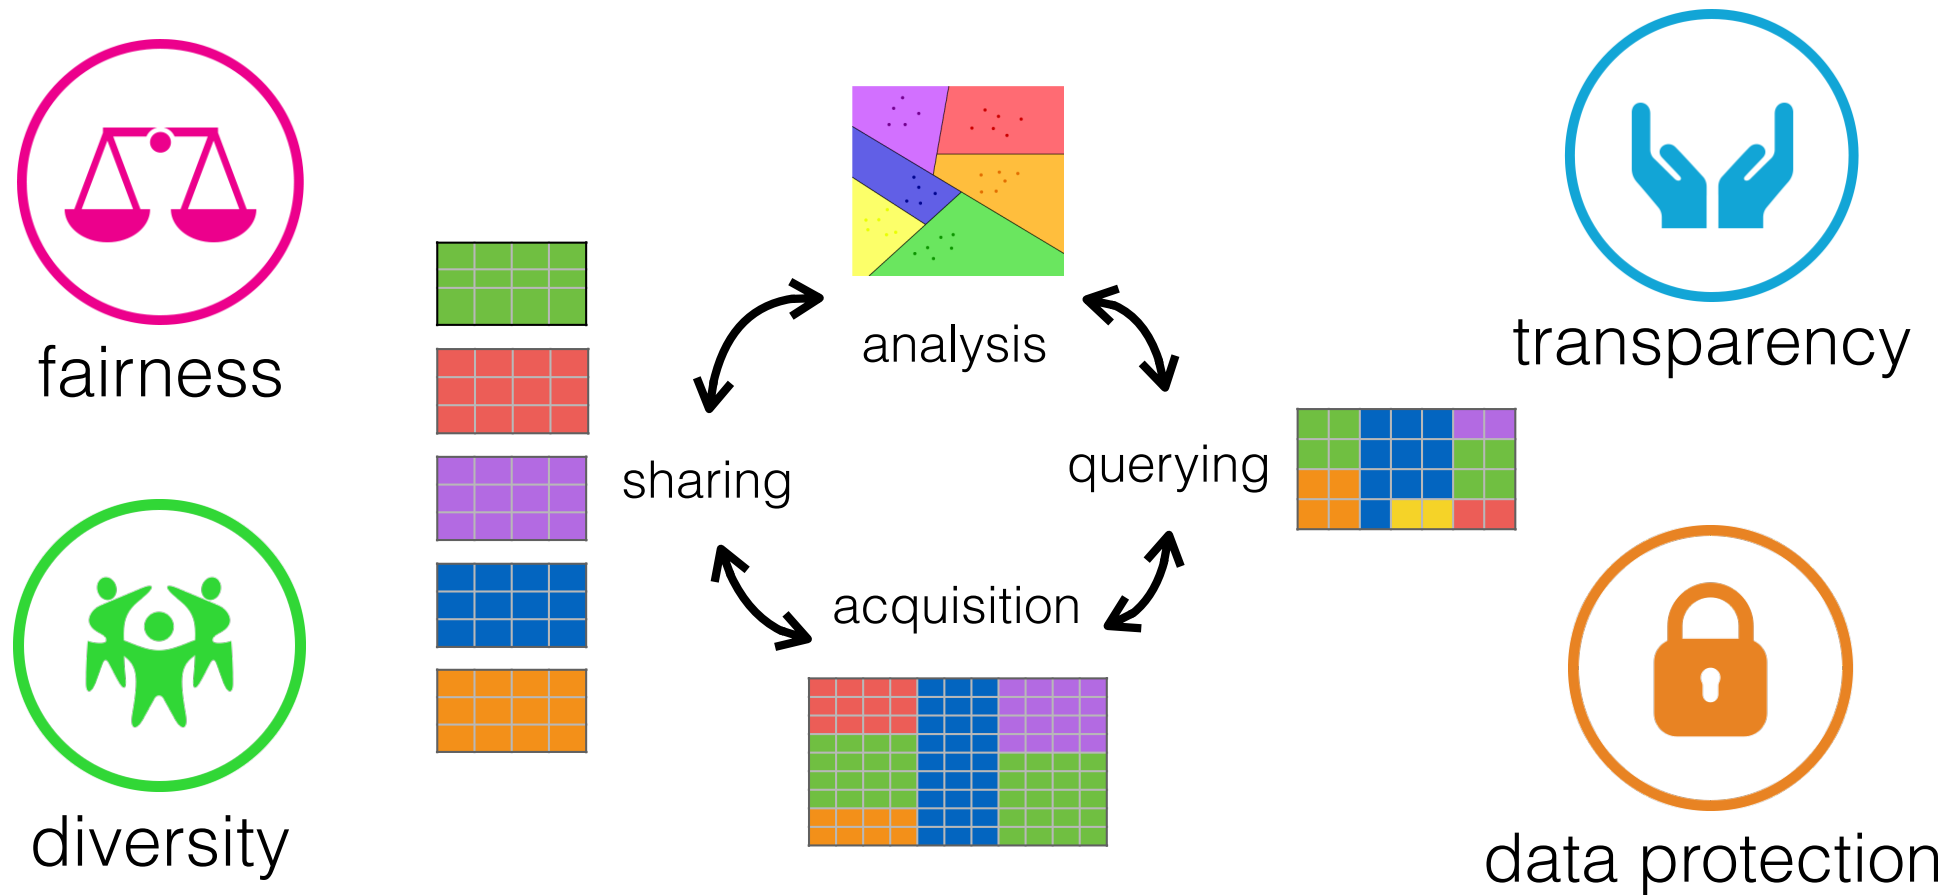 fairness
transparency
analysis
sharing
querying
acquisition
diversity
data protection